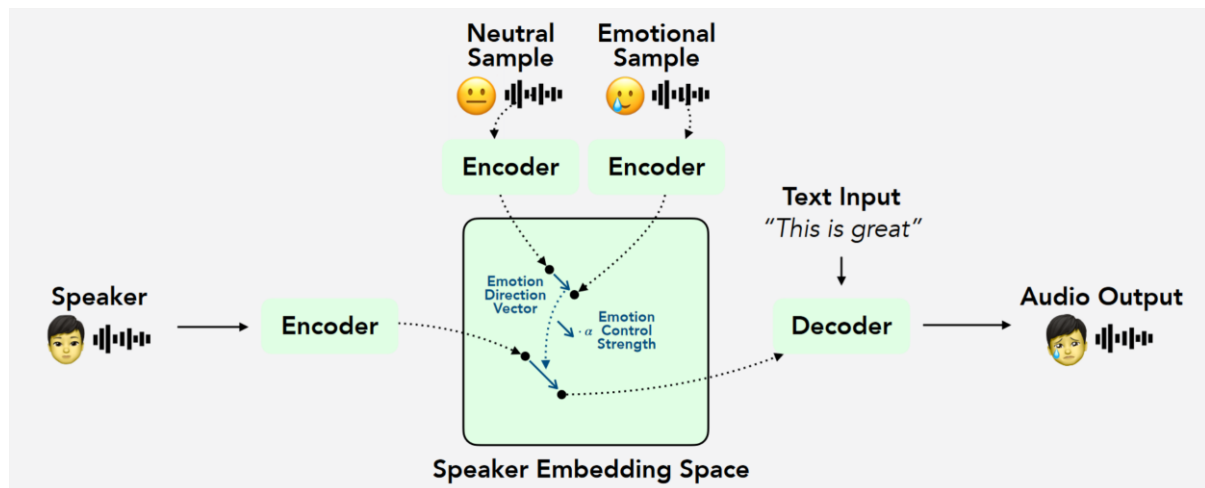 Neutral
Sample
Emotional
Sample
Encoder
Encoder
Text Input
“This is great”
Emotion
Direction
Vector
· α
Emotion
Control
Strength
Speaker
Encoder
Decoder
Audio Output
Speaker Embedding Space